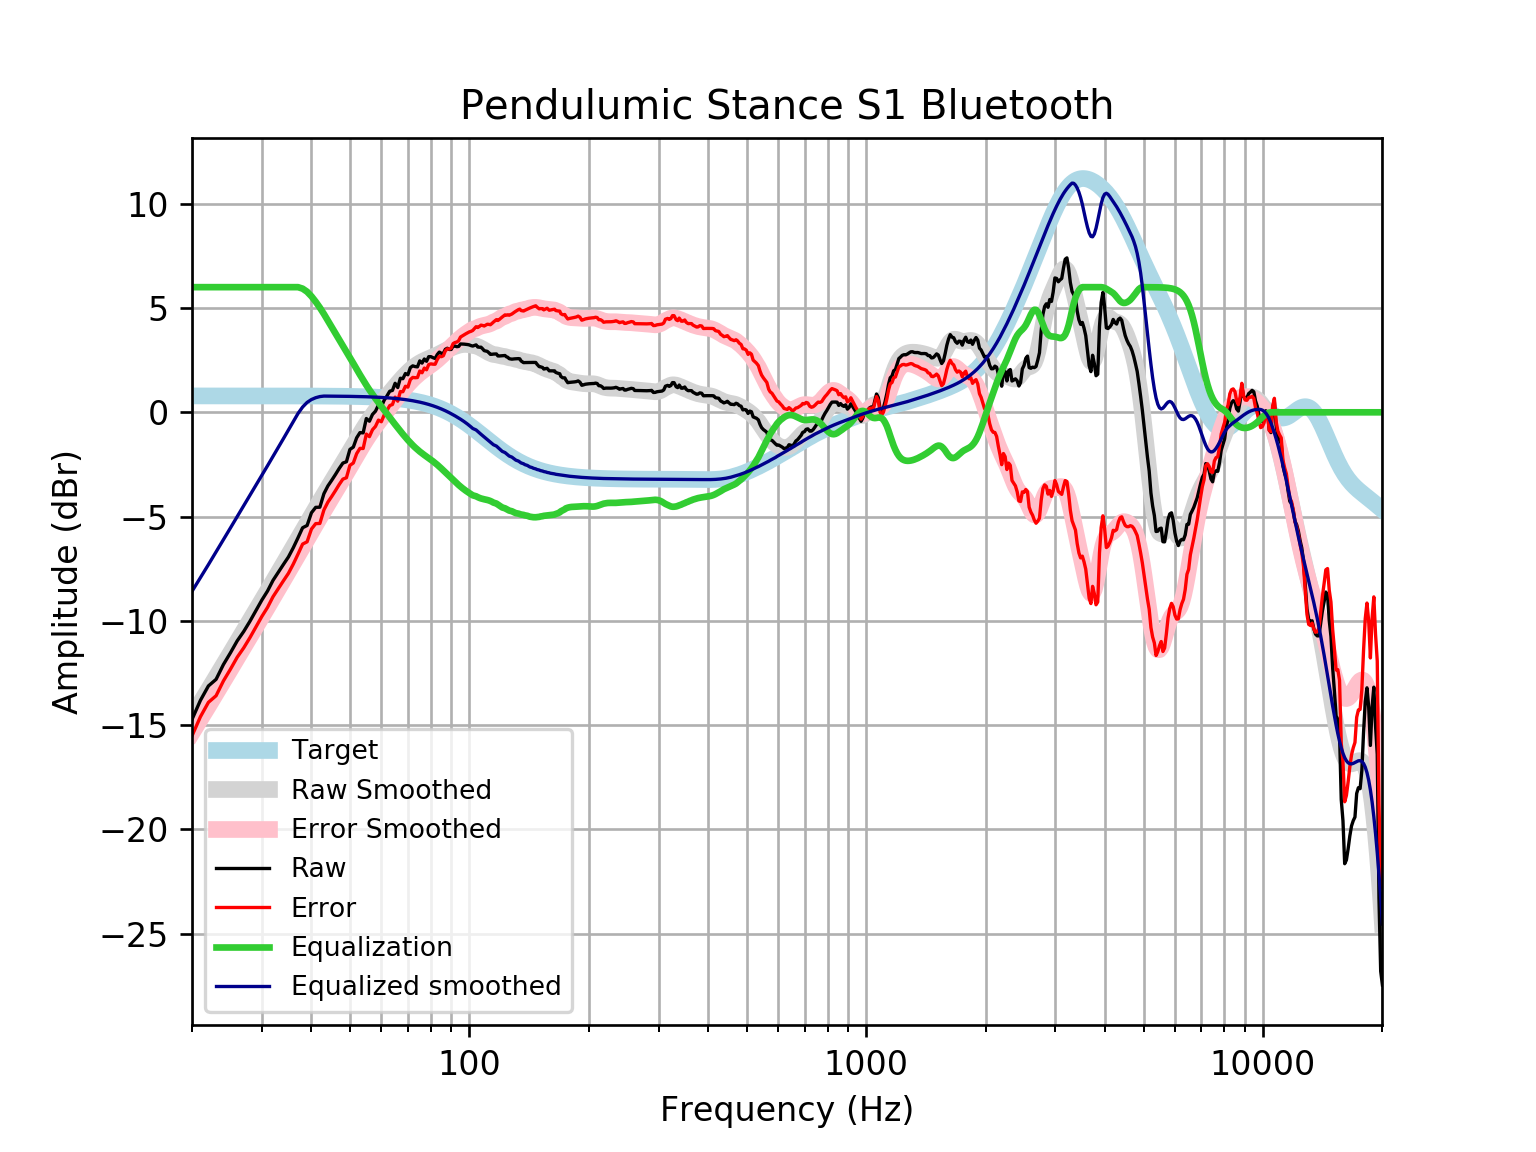 Pendulumic Stance S1 Bluetooth
Amplitude (dBr)
10
5
0
−5
−10
−15
−20
−25
Target
Raw Smoothed
Error Smoothed
Raw
Error
Equalization
Equalized smoothed
100 1000 10000
Frequency (Hz)